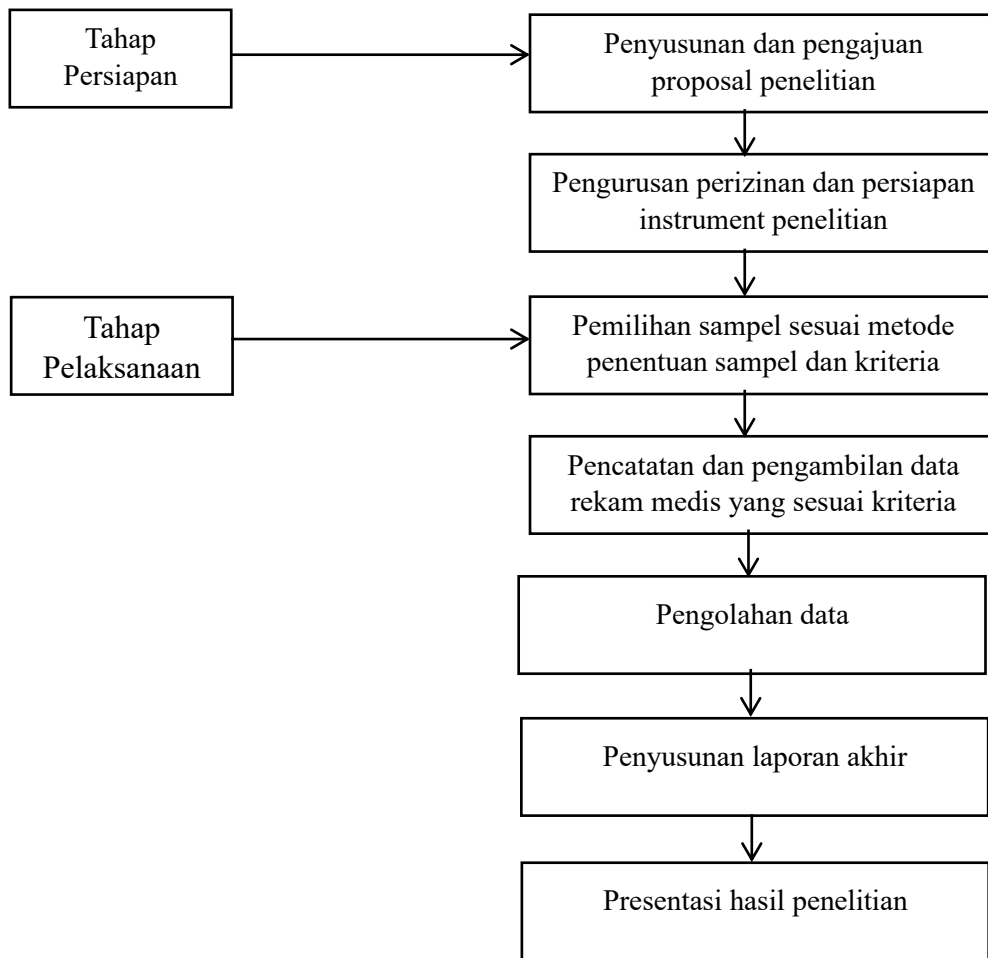 Tahap
Persiapan
Penyusunan dan pengajuan
proposal penelitian
Pengurusan perizinan dan persiapan
instrument penelitian
Tahap
Pelaksanaan
Pemilihan sampel sesuai metode
penentuan sampel dan kriteria
Pencatatan dan pengambilan data
rekam medis yang sesuai kriteria
Pengolahan data
Penyusunan laporan akhir
Presentasi hasil penelitian